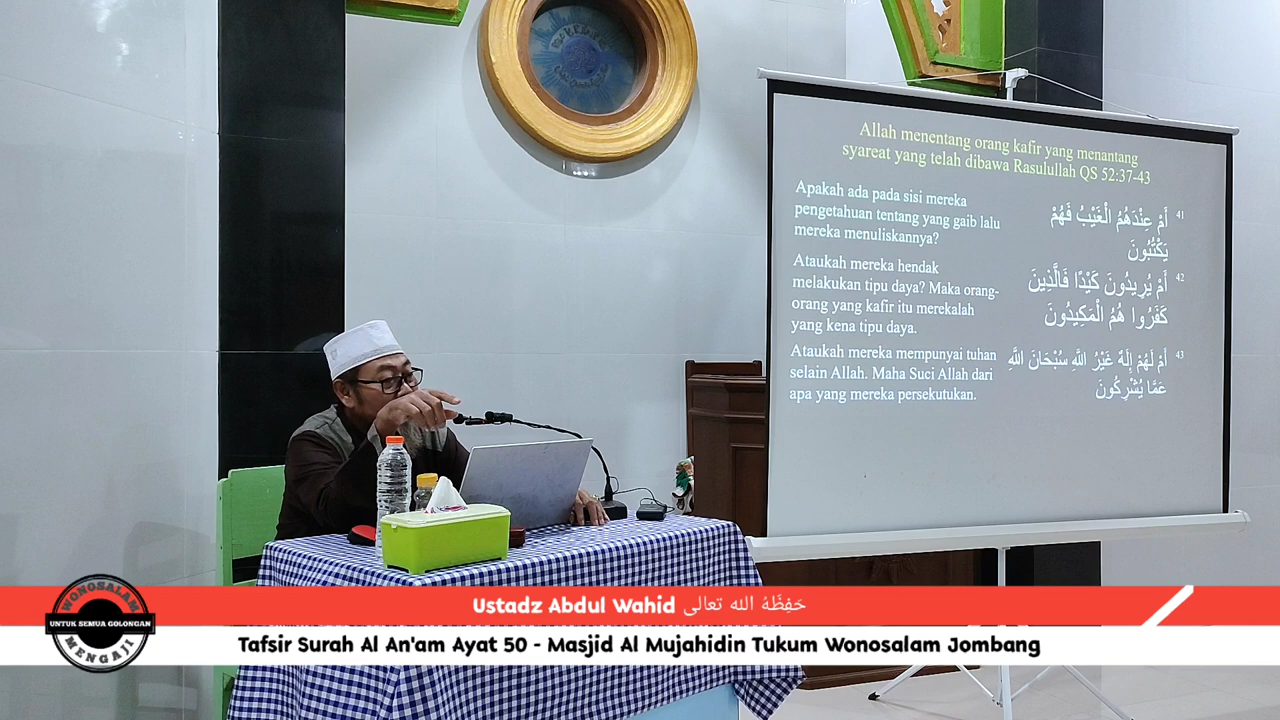 Allah menentang orang kafir yang menantang
syareat yang telah dibawa Rasulullah QS 52:37-43
Apakah ada pada sisi mereka
pengetahuan tentang yang gaib lalu
mereka menuliskannya?
أَمْ عِنْدَهُمُ الْغَيْبُ فَهُمْ 41
يَكْتُبُونَ
Ataukah mereka hendak
melakukan tipu daya? Maka orang-
orang yang kafir itu merekalah
yang kena tipu daya.
أَمْ يُرِيدُونَ كَيْدًا فَالَّذِينَ 42
كَفَرُوا هُمُ الْمَكِيدُونَ
Ataukah mereka mempunyai tuhan
selain Allah. Maha Suci Allah dari
apa yang mereka persekutukan.
أَمْ لَهُمْ إِلَهٌ غَيْرُ اللَّهِ سُبْحَانَ اللَّهِ 43
عَمَّا يُشْرِكُونَ
Ustadz Abdul Wahid حَفِظَهُ الله تعالى
Tafsir Surah Al An'am Ayat 50 - Masjid Al Mujahidin Tukum Wonosalam Jombang
WONOSALAM
UNTUK SEMUA GOLONGAN
MENGAJI